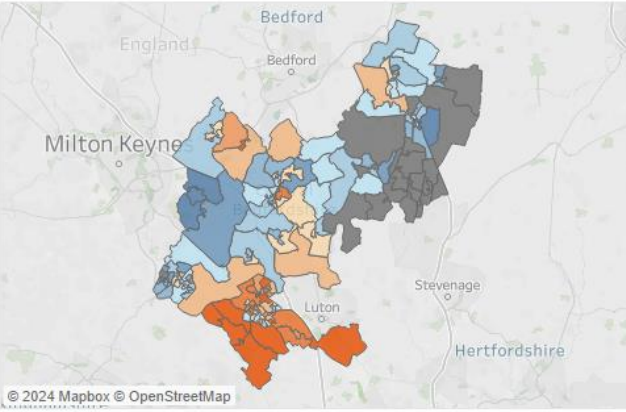 Bedford
England
Bedford
Milton Keynes
Luton
Stevenage
Hertfordshire
© 2024 Mapbox © OpenStreetMap